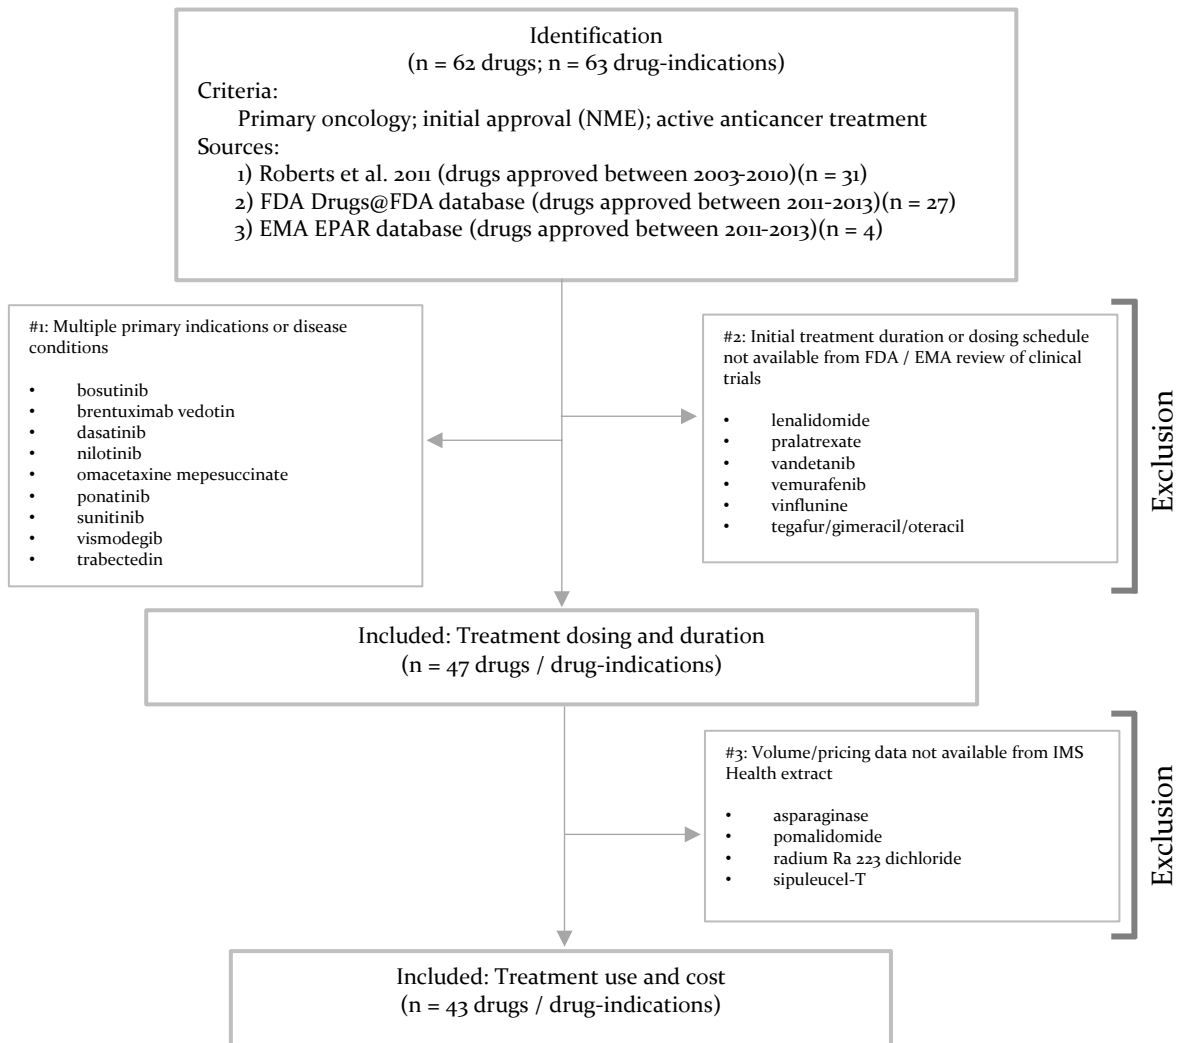 Identification
(n = 62 drugs; n = 63 drug-indications)
Criteria:
Primary oncology; initial approval (NME); active anticancer treatment
Sources:
1) Roberts et al. 2011 (drugs approved between 2003-2010)(n = 31)
2) FDA Drugs@FDA database (drugs approved between 2011-2013)(n = 27)
3) EMA EPAR database (drugs approved between 2011-2013)(n = 4)
#1: Multiple primary indications or disease
conditions
• bosutinib
• brentuximab vedotin
• dasatinib
• nilotinib
• omacetaxine mepesuccinate
• ponatinib
• sunitinib
• vismodegib
• trabectedin
#2: Initial treatment duration or dosing schedule
not available from FDA / EMA review of clinical
trials
• lenalidomide
• pralatrexate
• vandetanib
• vemurafenib
• vinflunine
• tegafur/gimeracil/oteracil
Exclusion
Included: Treatment dosing and duration
(n = 47 drugs / drug-indications)
#3: Volume/pricing data not available from IMS
Health extract
• asparaginase
• pomalidomide
• radium Ra 223 dichloride
• sipuleucel-T
Exclusion
Included: Treatment use and cost
(n = 43 drugs / drug-indications)